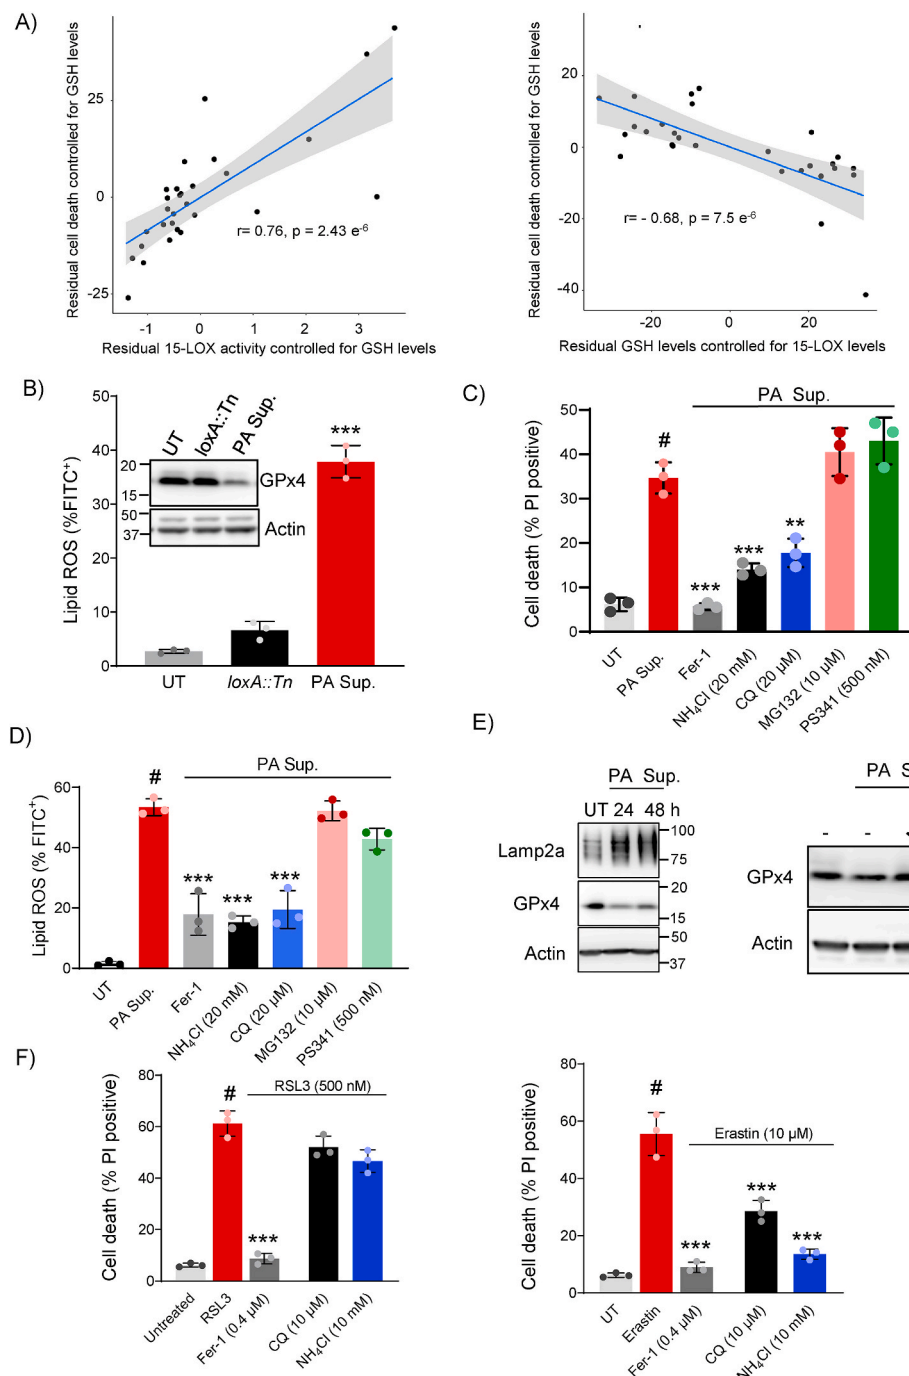 A)
Residual cell death controlled for GSH levels
25
0
-25
r= 0.76, p = 2.43 e-6
-1 0 1 2 3
Residual 15-LOX activity controlled for GSH levels
Residual cell death controlled for GSH levels
20
0
-20
-40
r= - 0.68, p = 7.5 e-6
-20 0 20
Residual GSH levels controlled for 15-LOX levels
B)
Lipid ROS (%FITC+)
50
40
30
20
10
0
UT loxA::Tn PA Sup.
20
15
GPx4
50
37
Actin
***
UT loxA::Tn PA Sup.
C)
PA Sup.
Cell death (% PI positive)
50
40
30
20
10
0
#
***
***
**
UT
PA Sup.
Fer-1
NH4Cl (20 mM)
CQ (20 µM)
MG132 (10 µM)
PS341 (500 nM)
D)
PA Sup.
Lipid ROS (% FITC+)
60
40
20
0
#
***
***
***
UT
PA Sup.
Fer-1
NH4Cl (20 mM)
CQ (20 µM)
MG132 (10 µM)
PS341 (500 nM)
E)
PA Sup.
UT 24 48 h
Lamp2a
100
75
GPx4
20
15
Actin
50
37
PA S
- -
GPx4
Actin
F)
RSL3 (500 nM)
Cell death (% PI positive)
80
60
40
20
0
#
***
Untreated
RSL3
Fer-1 (0.4 µM)
CQ (10 µM)
NH4Cl (10 mM)
Erastin (10 µM)
Cell death (% PI positive)
80
60
40
20
0
#
***
***
***
UT
Erastin
Fer-1 (0.4 µM)
CQ (10 µM)
NH4Cl (10 mM)